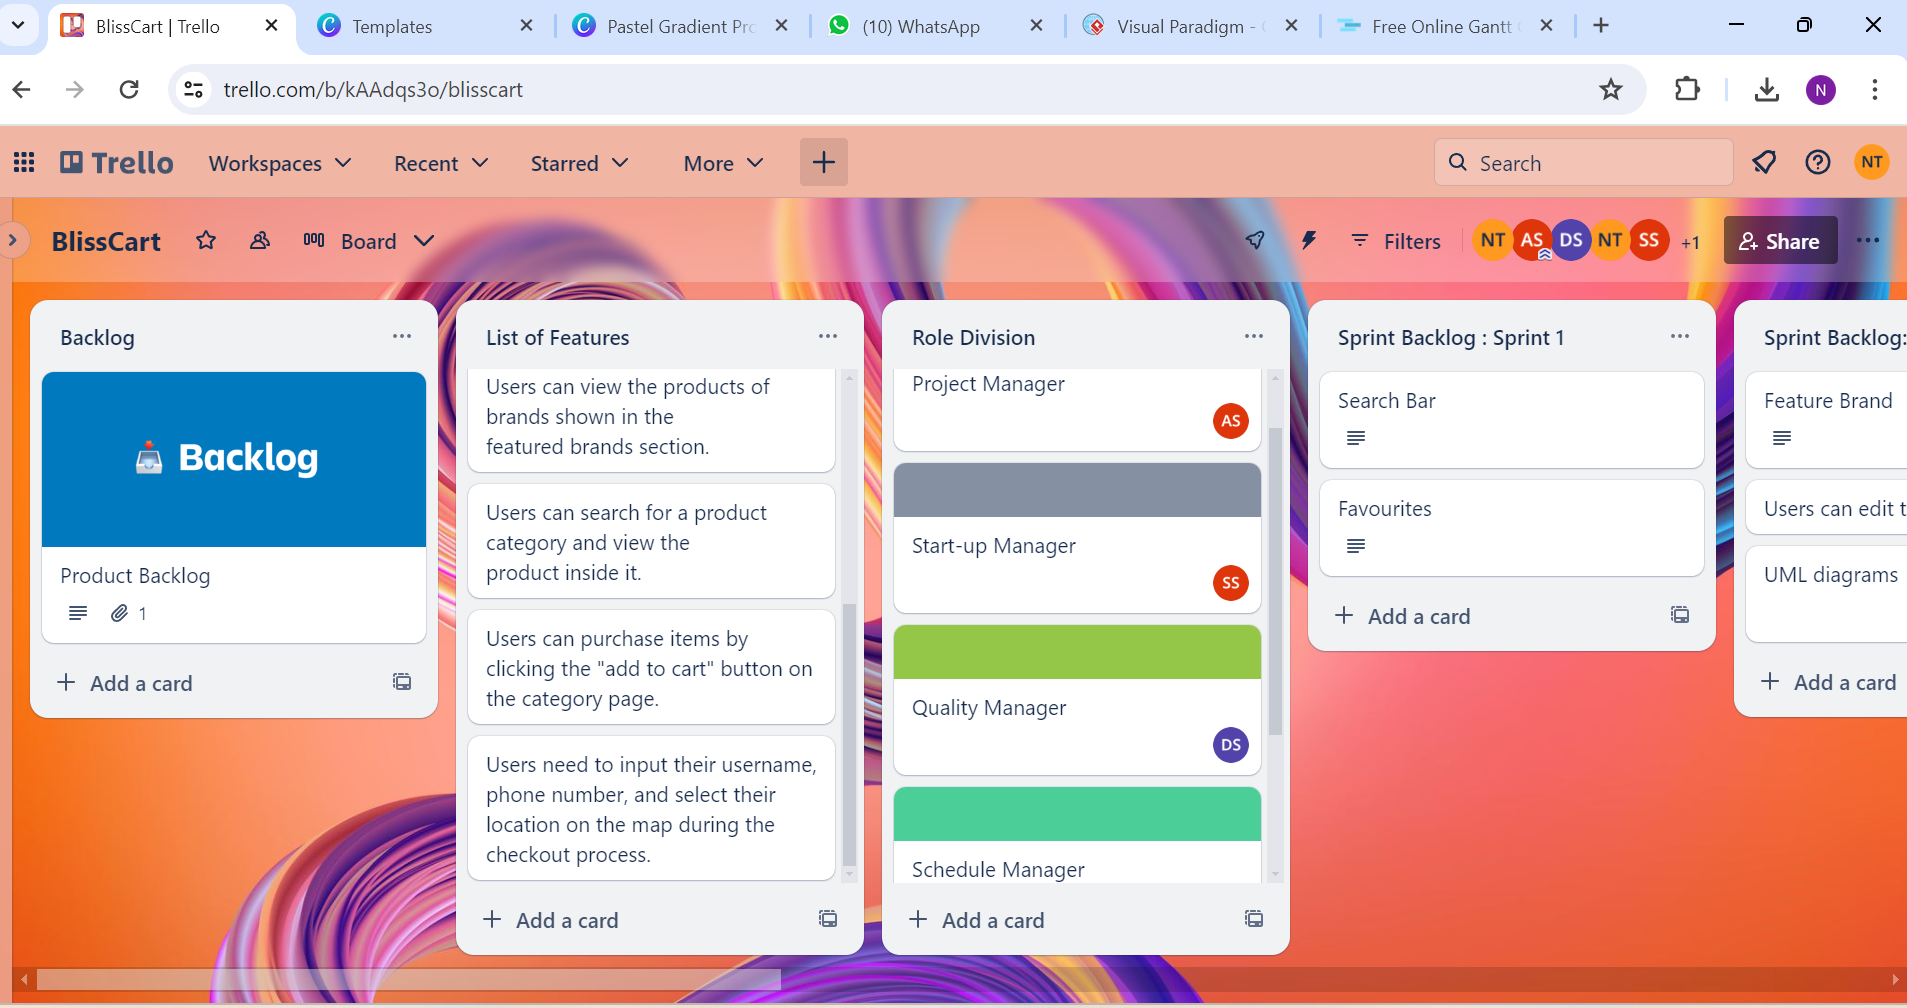 BlissCart | Trello
Templates
Pastel Gradient Pro
(10) WhatsApp
Visual Paradigm -
Free Online Gantt
trello.com/b/kAAdqs3o/blisscart
N
Trello
Workspaces
Recent
Starred
More
Search
NT
BlissCart
Board
Filters
NT
AS
DS
NT
SS
+1
Share
Backlog
Backlog
Product Backlog
1
Add a card
List of Features
Users can view the products of
brands shown in the
featured brands section.
Users can search for a product
category and view the
product inside it.
Users can purchase items by
clicking the "add to cart" button on
the category page.
Users need to input their username,
phone number, and select their
location on the map during the
checkout process.
Add a card
Role Division
Project Manager
AS
Start-up Manager
SS
Quality Manager
DS
Schedule Manager
Add a card
Sprint Backlog : Sprint 1
Search Bar
Favourites
Add a card
Sprint Backlog:
Feature Brand
Users can edit t
UML diagrams
Add a card